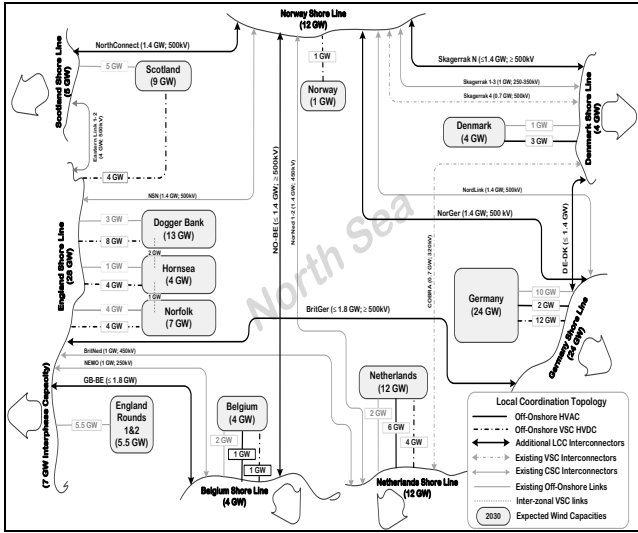 Norway Shore Line
(12 GW)
NorthConnect (1.4 GW; 500kV)
Skagerrak N (≤1.4 GW; ≥ 500kV
5 GW
Scotland
(9 GW)
1 GW
Norway
(1 GW)
Skagerrak 1-3 (1 GW; 250-350kV)
Skagerrak 4 (0.7 GW; 500kV)
Scotland Shore Line
(5 GW)
Eastern Link 1-2
(4 GW; 500kV)
Denmark
(4 GW)
1 GW
3 GW
Denmark Shore Line
(4 GW)
4 GW
NSN (1.4 GW; 500kV)
NordLink (1.4 GW; 500kV)
NorGer (1.4 GW; 500 kV)
NO-BE (≤ 1.4 GW; ≥ 500kV)
NorNed 1-2 (1.4 GW; 450kV)
COBRA (0.7 GW; 320kV)
DE-DK (≤ 1.4 GW)
North Sea
England Shore Line
(28 GW)
3 GW
8 GW
Dogger Bank
(13 GW)
2 GW
1 GW
4 GW
Hornsea
(4 GW)
1 GW
4 GW
4 GW
Norfolk
(7 GW)
Germany
(24 GW)
10 GW
2 GW
12 GW
Germany Shore Line
(24 GW)
BritGer (≤ 1.8 GW; ≥ 500kV)
BritNed (1 GW; 450kV)
NEMO (1 GW; 250kV)
GB-BE (≤ 1.8 GW)
(7 GW Interphase Capacity)
5.5 GW
England
Rounds
1&2
(5.5 GW)
Belgium
(4 GW)
2 GW
1 GW
1 GW
Belgium Shore Line
(4 GW)
Netherlands
(12 GW)
2 GW
6 GW
4 GW
Netherlands Shore Line
(12 GW)
Local Coordination Topology
Off-Onshore HVAC
Off-Onshore VSC HVDC
Additional LCC Interconnectors
Existing VSC Interconnectors
Existing CSC Interconnectors
Existing Off-Onshore Links
Inter-zonal VSC links
2030 Expected Wind Capacities